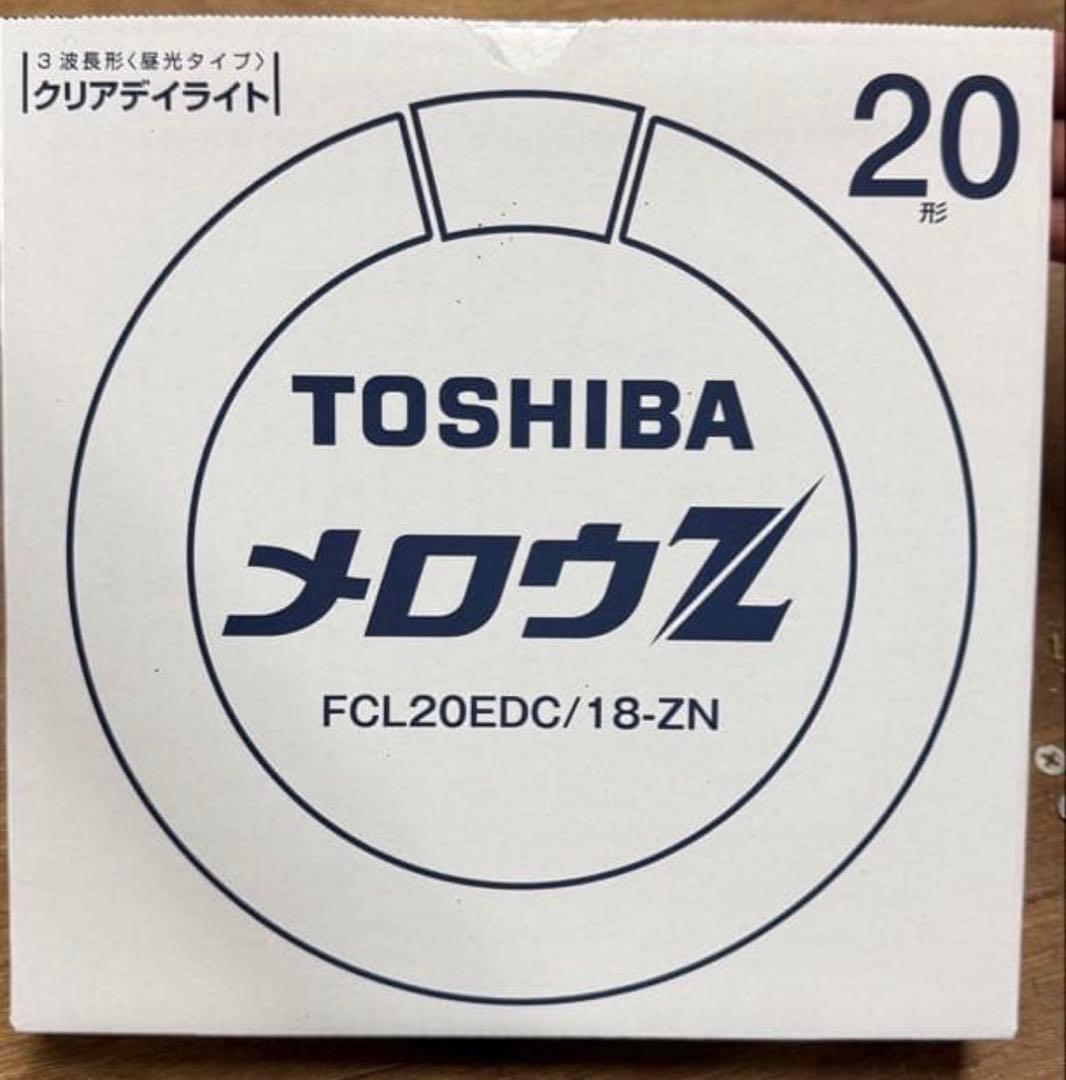 3波長形〈昼光タイプ〉
クリアデイライト
20
形
TOSHIBA
メロウZ
FCL20EDC/18-ZN